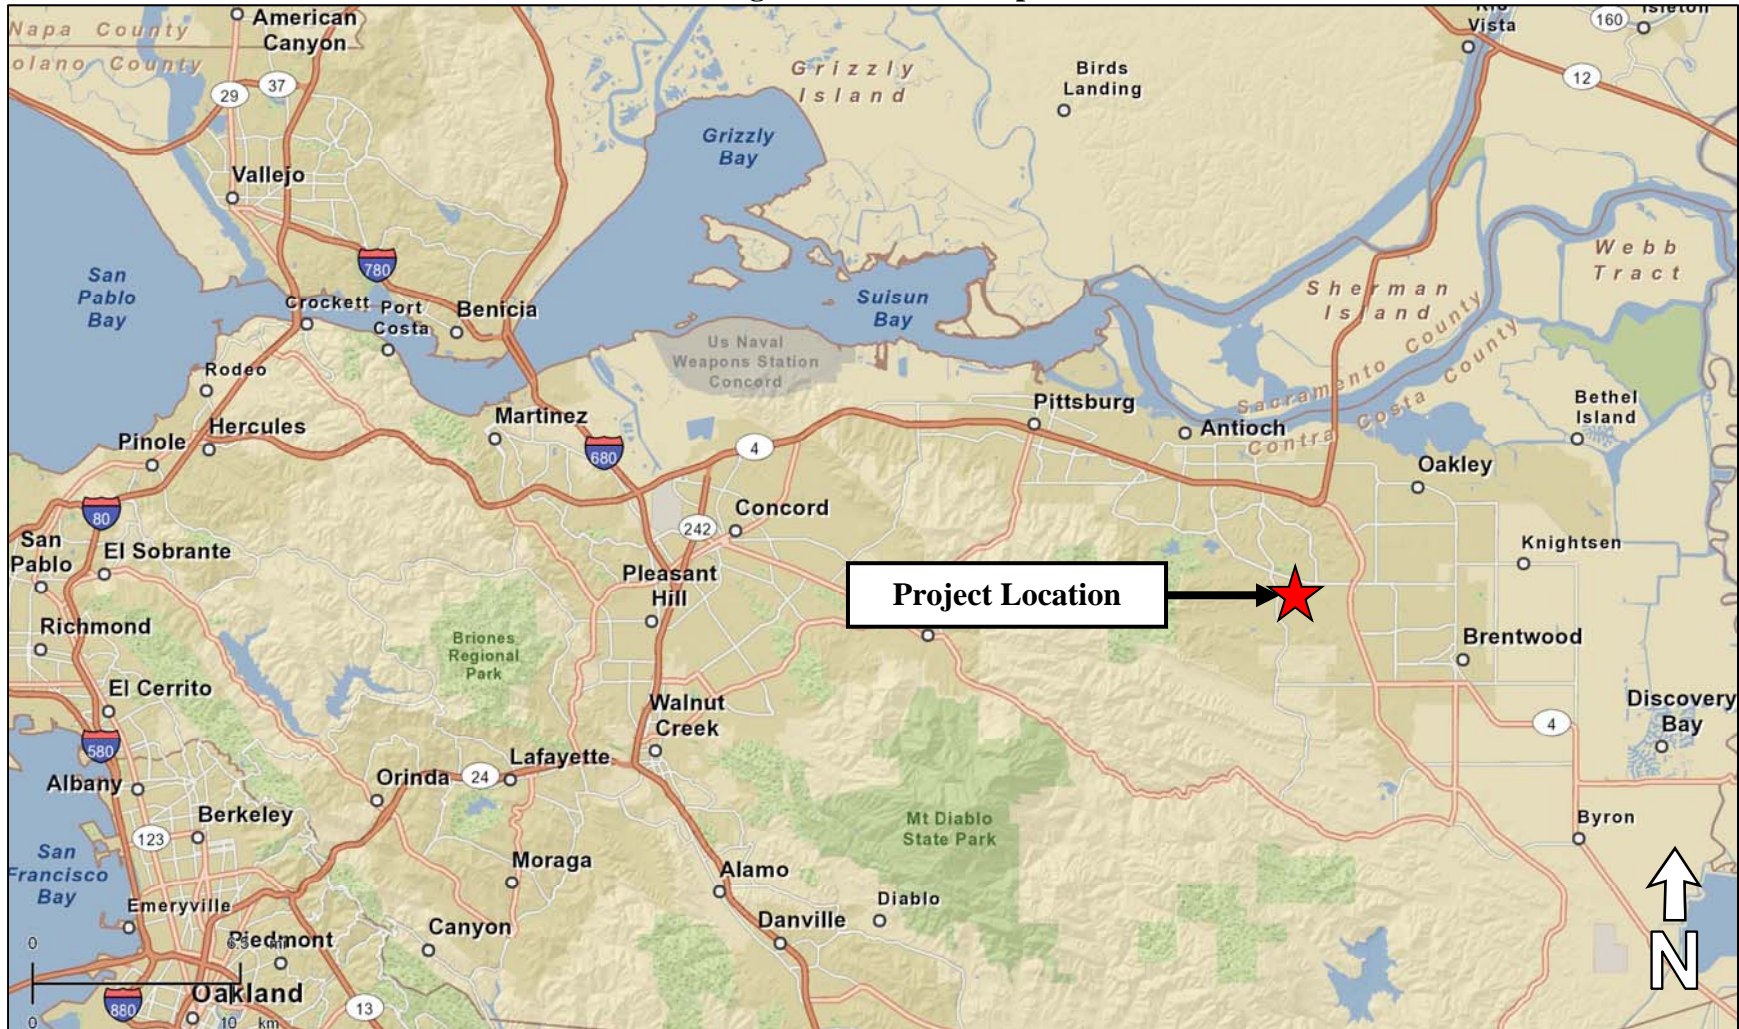 Napa County
American
Canyon
olano County
37
29
Vallejo
San
Pablo
Bay
780
Crockett
Port
Costa
Benicia
Grizzly
Island
Grizzly
Bay
Birds
Landing
Vista
160
12
Webb
Tract
Sherman
Island
Suisun
Bay
Us Naval
Weapons Station
Concord
Sacramento County
Contra Costa County
Rodeo
Hercules
Pinole
Martinez
680
4
Pittsburg
Antioch
Bethel
Island
Oakley
80
San
Pablo
El Sobrante
242
Concord
Knightsen
Pleasant
Hill
Project Location
Richmond
Briones
Regional
Park
Brentwood
El Cerrito
Walnut
Creek
Discovery
Bay
4
580
Albany
Orinda
24
Lafayette
Berkeley
123
Mt Diablo
State Park
Byron
San
Francisco
Bay
Moraga
Alamo
Emeryville
Canyon
Danville
Diablo
Piedmont
0
6.5 mi
N
880
Oakland
13
0
10 km